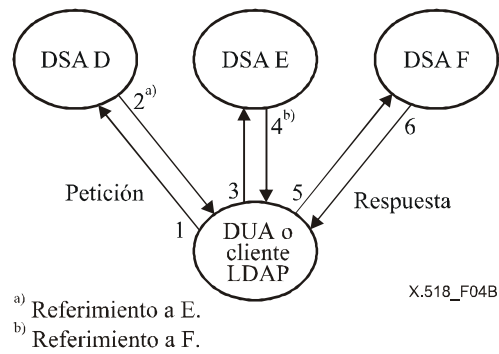 DSA D
DSA E
DSA F
2a)
4b)
6
Petición
3
5
Respuesta
1
DUA o
cliente
LDAP
X.518_F04B
a) Referimiento a E.
b) Referimiento a F.